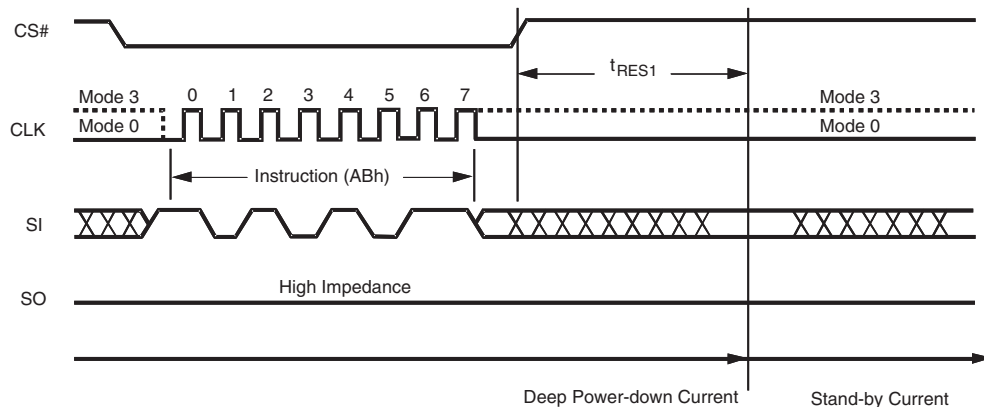 CS#
tRES1
Mode 3 0 1 2 3 4 5 6 7 Mode 3
CLK Mode 0 Mode 0
Instruction (ABh)
SI
High Impedance
SO
Deep Power-down Current Stand-by Current